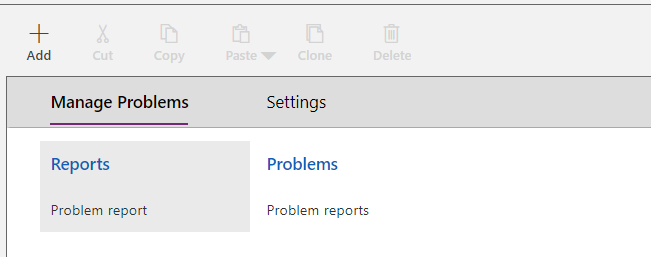 Add Cut Copy Paste Clone Delete
Manage Problems Settings
Reports Problems
Problem report Problem reports